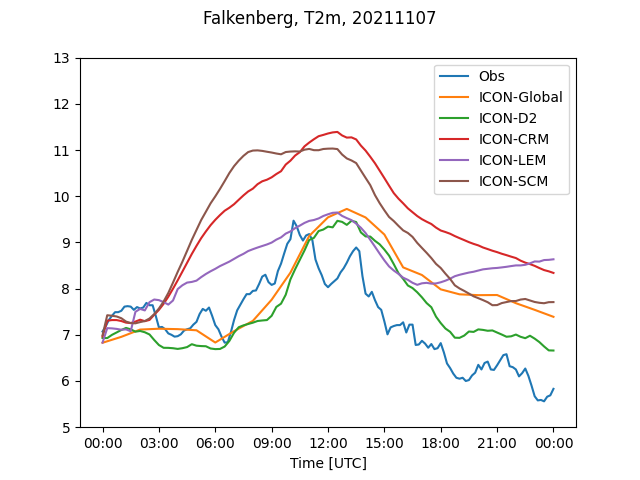 Falkenberg, T2m, 20211107
13
12
11
10
9
8
7
6
5
Obs
ICON-Global
ICON-D2
ICON-CRM
ICON-LEM
ICON-SCM
00:00 03:00 06:00 09:00 12:00 15:00 18:00 21:00 00:00
Time [UTC]